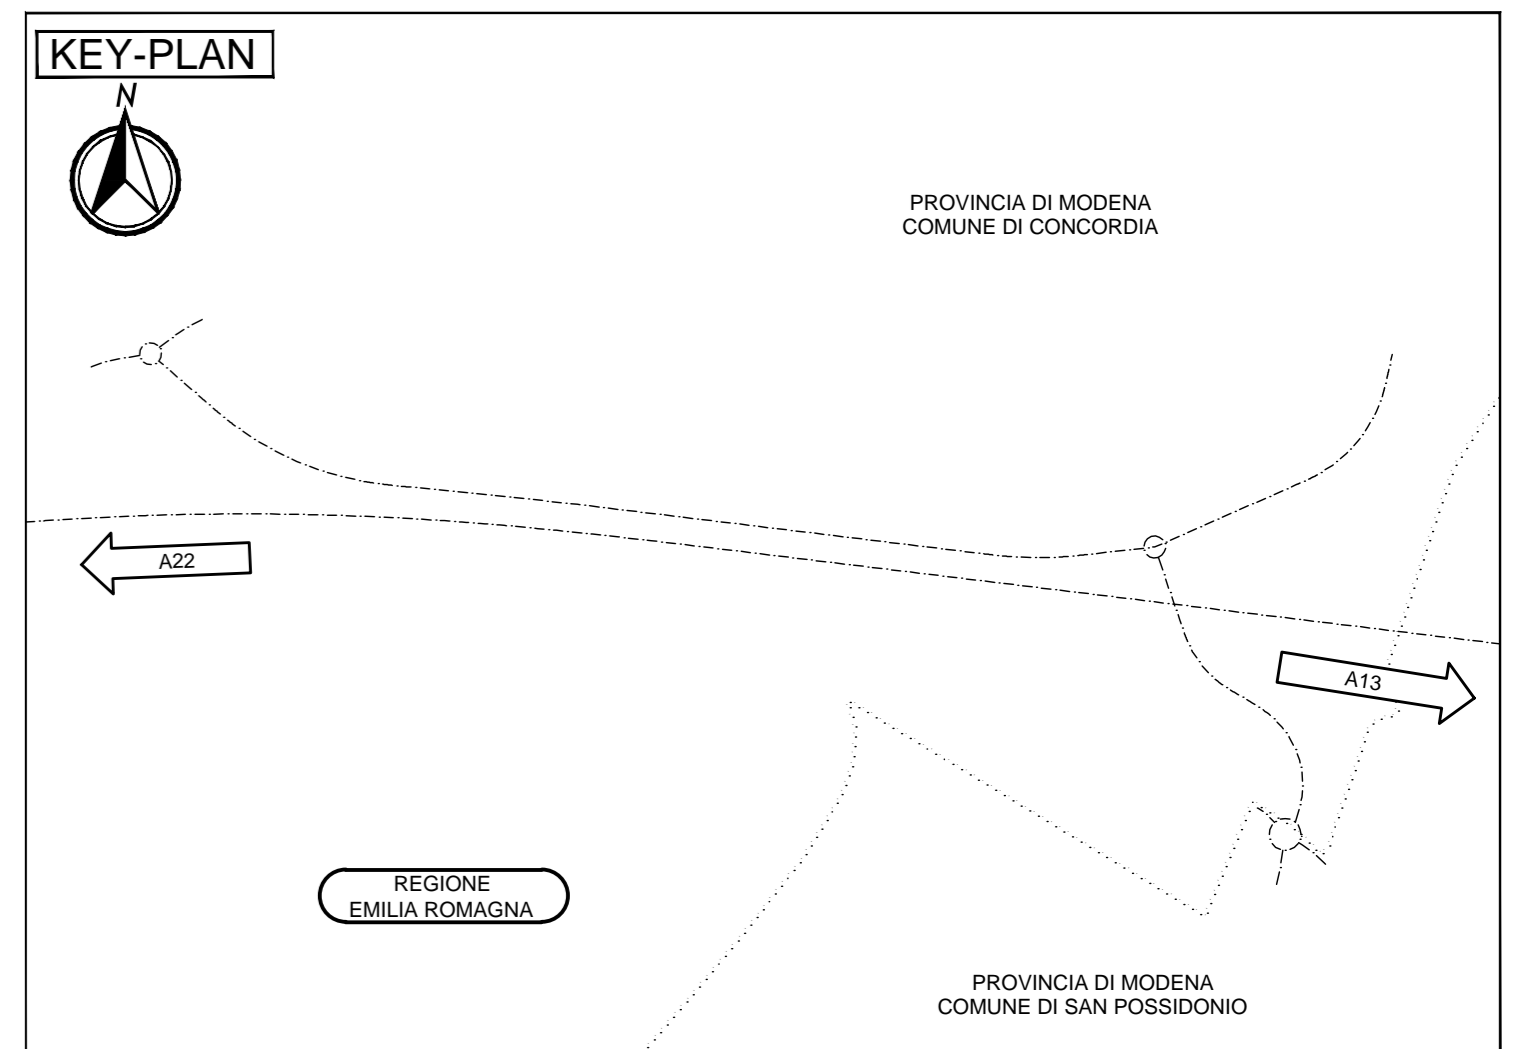 KEY-PLAN
N
PROVINCIA DI MODENA
COMUNE DI CONCORDIA
A22
A13
REGIONE
EMILIA ROMAGNA
PROVINCIA DI MODENA
COMUNE DI SAN POSSIDONIO